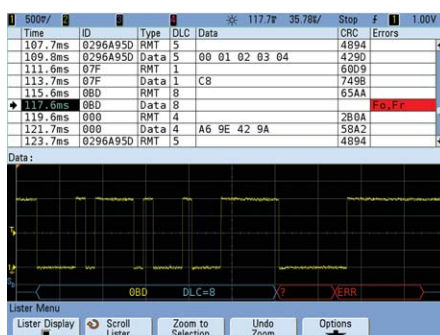 1 500▽/ 2 3 4 117.7▽ 35.78%/ Stop 1 1.00V
Time ID Type DLC Data CRC Errors
107.7ms 0296A95D RMT 5 4894
109.8ms 0296A95D Data 5 00 01 02 03 04 429D
111.6ms 07F RMT 1 60D9
113.7ms 07F Data 1 C8 749B
115.6ms 0BD RMT 8 65AA
117.6ms 0BD Data 8 Fo,Fr
119.6ms 000 RMT 4 2B0A
121.7ms 000 Data 4 A6 9E 42 9A 58A2
123.7ms 0296A95D RMT 5 4894
Data:
0BD DLC=8 ? ERR
Lister Menu
Lister Display Scroll Lister Zoom to Selection Undo Zoom Options